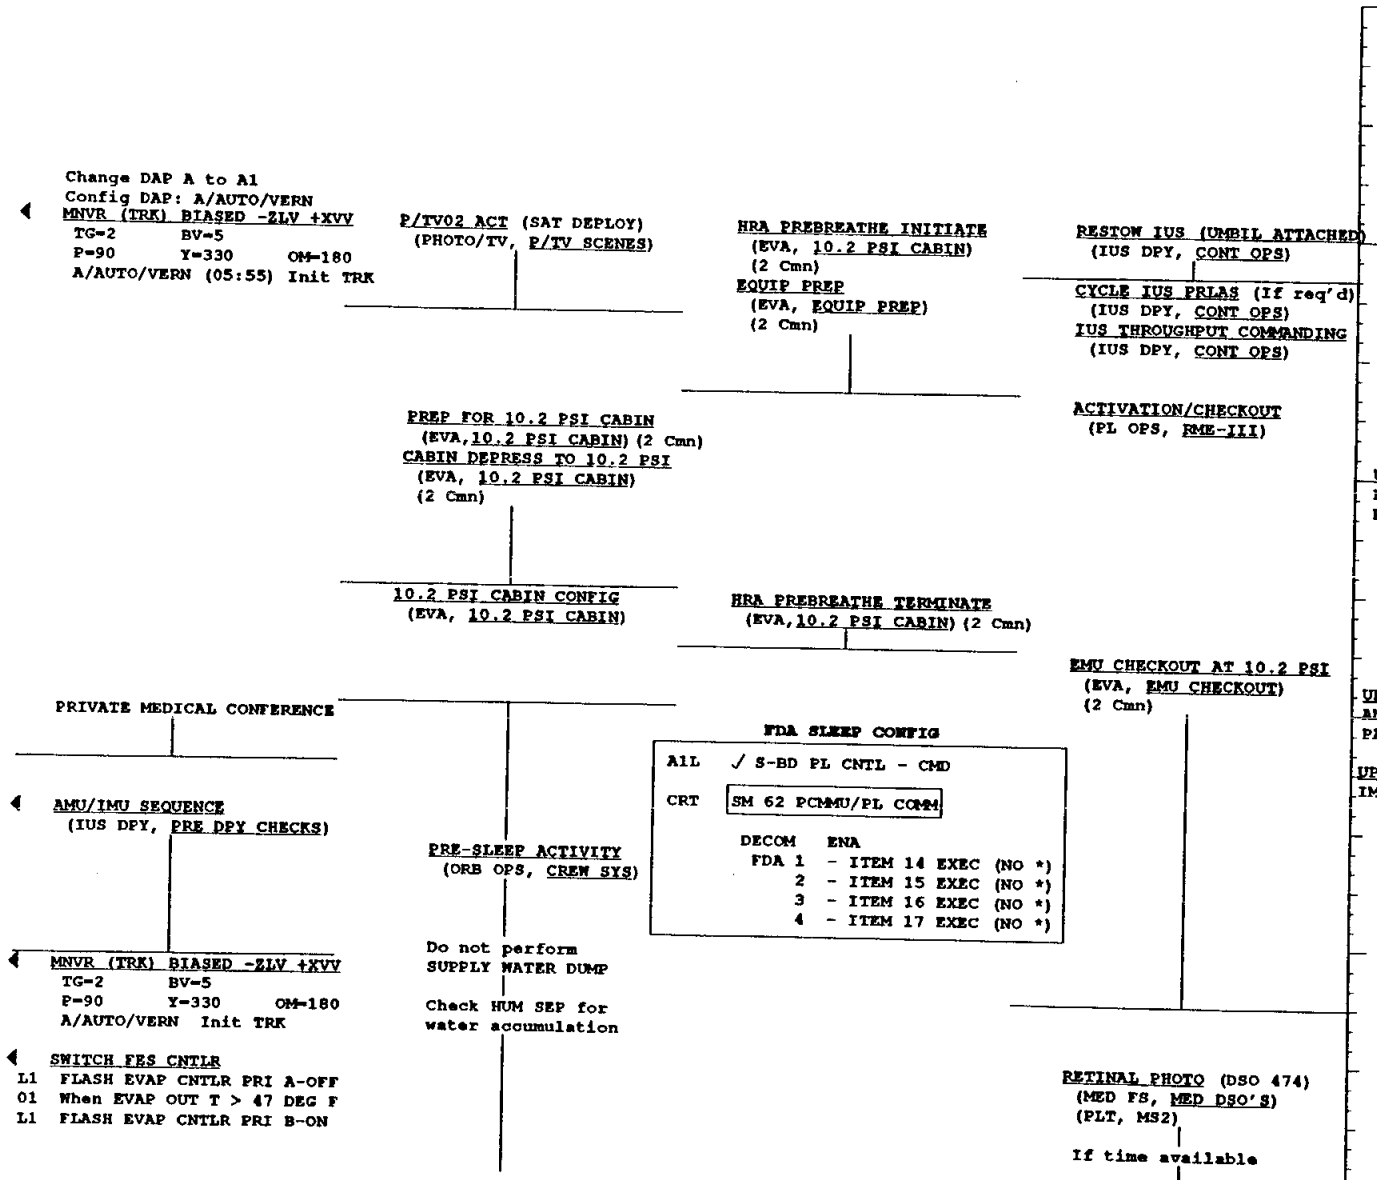 Change DAP A to A1
Config DAP: A/AUTO/VERN
MNVR (TRK) BIASED -ZLV +XVV
TG=2 BV=5
P=90 Y=330 OM=180
A/AUTO/VERN (05:55) Init TRK
PRIVATE MEDICAL CONFERENCE
AMU/IMU SEQUENCE
(IUS DPY, PRE DPY CHECKS)
MNVR (TRK) BIASED -ZLV +XVV
TG=2 BV=5
P=90 Y=330 OM=180
A/AUTO/VERN Init TRK
SWITCH FES CNTLR
L1 FLASH EVAP CNTLR PRI A-OFF
O1 When EVAP OUT T > 47 DEG F
L1 FLASH EVAP CNTLR PRI B-ON
P/TV02 ACT (SAT DEPLOY)
(PHOTO/TV, P/TV SCENES)
PREP FOR 10.2 PSI CABIN
(EVA,10.2 PSI CABIN) (2 Cmn)
CABIN DEPRESS TO 10.2 PSI
(EVA, 10.2 PSI CABIN)
(2 Cmn)
10.2 PSI CABIN CONFIG
(EVA, 10.2 PSI CABIN)
PRE-SLEEP ACTIVITY
(ORB OPS, CREW SYS)
Do not perform
SUPPLY WATER DUMP
Check HUM SEP for
water accumulation
HRA PREBREATHE INITIATE
(EVA, 10.2 PSI CABIN)
(2 Cmn)
EQUIP PREP
(EVA, EQUIP PREP)
(2 Cmn)
HRA PREBREATHE TERMINATE
(EVA,10.2 PSI CABIN) (2 Cmn)
FDA SLEEP CONFIG
A1L √ S-BD PL CNTL - CMD
CRT SM 62 PCMMU/PL COMM
DECOM ENA
FDA 1 - ITEM 14 EXEC (NO *)
2 - ITEM 15 EXEC (NO *)
3 - ITEM 16 EXEC (NO *)
4 - ITEM 17 EXEC (NO *)
RESTOW IUS (UMBIL ATTACHED)
(IUS DPY, CONT OPS)
CYCLE IUS PRLAS (If req'd)
(IUS DPY, CONT OPS)
IUS THROUGHPUT COMMANDING
(IUS DPY, CONT OPS)
ACTIVATION/CHECKOUT
(PL OPS, RME-III)
EMU CHECKOUT AT 10.2 PSI
(EVA, EMU CHECKOUT)
(2 Cmn)
RETINAL PHOTO (DSO 474)
(MED FS, MED DSO'S)
(PLT, MS2)
If time available